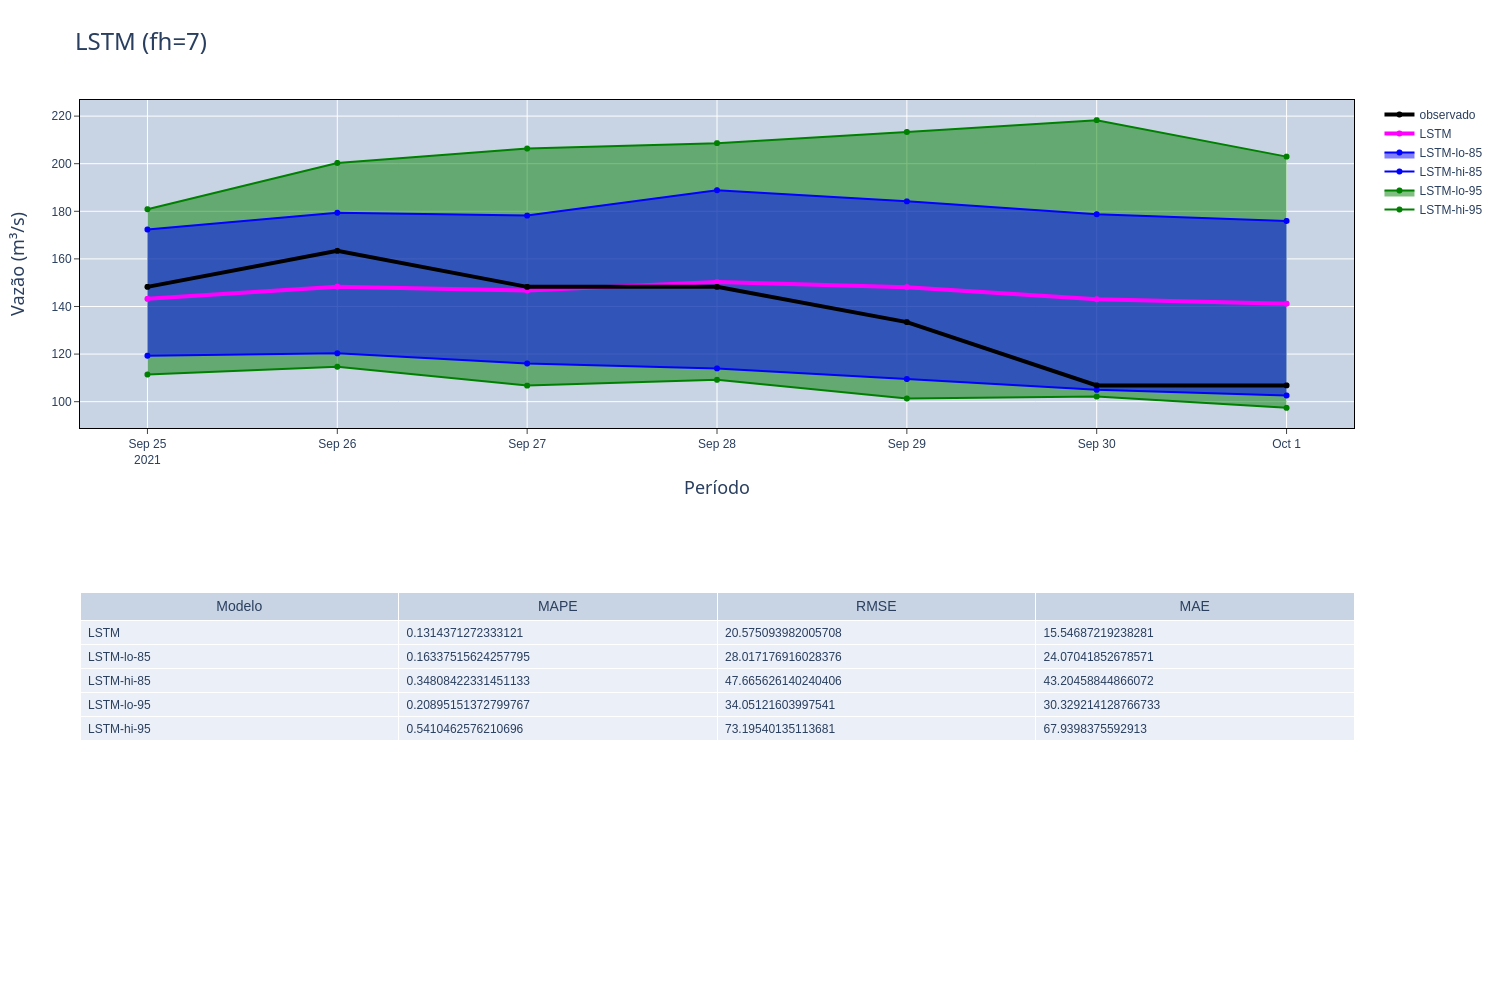 LSTM (fh=7)
220
200
180
160
140
120
100
Vazão (m³/s)
Sep 25
2021
Sep 26
Sep 27
Sep 28
Sep 29
Sep 30
Oct 1
Período
observado
LSTM
LSTM-lo-85
LSTM-hi-85
LSTM-lo-95
LSTM-hi-95
Modelo MAPE RMSE MAE
LSTM 0.1314371272333121 20.575093982005708 15.54687219238281
LSTM-lo-85 0.16337515624257795 28.017176916028376 24.07041852678571
LSTM-hi-85 0.34808422331451133 47.665626140240406 43.20458844866072
LSTM-lo-95 0.20895151372799767 34.05121603997541 30.329214128766733
LSTM-hi-95 0.5410462576210696 73.19540135113681 67.9398375592913